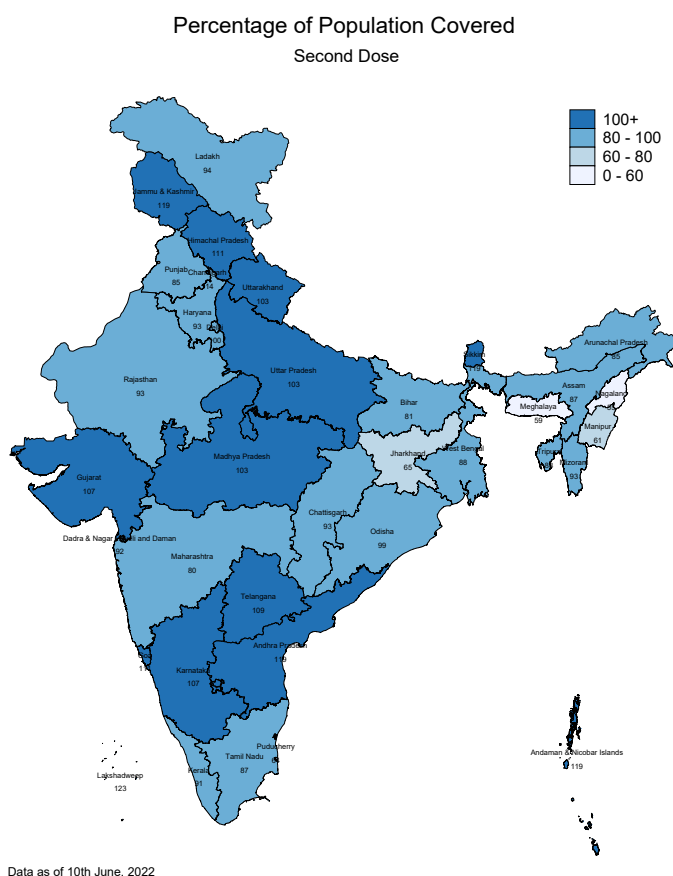 Percentage of Population Covered
Second Dose
100+
80 - 100
60 - 80
0 - 60
Ladakh
94
Jammu & Kashmir
119
Himachal Pradesh
111
Punjab
85
Uttarakhand
103
Haryana
93
Rajasthan
93
Uttar Pradesh
103
Sikkim
Arunachal Pradesh
85
Assam
87
Nagaland
Meghalaya
59
Manipur
61
Bihar
81
Jharkhand
65
West Bengal
88
Tripura
Mizoram
93
Madhya Pradesh
103
Gujarat
107
Chattisgarh
93
Odisha
99
Dadra & Nagar and Daman
92
Maharashtra
80
Telangana
109
Andhra Pradesh
119
Goa
Karnataka
107
Puducherry
Tamil Nadu
87
Kerala
91
Lakshadweep
123
Andaman & Nicobar Islands
119
Data as of 10th June, 2022